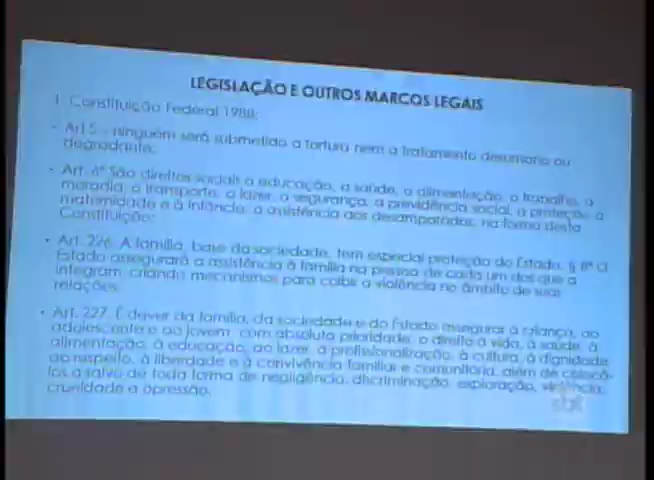 LEGISLAÇÃO E OUTROS MARCOS LEGAIS
1. Constituição Federal 1988:
• Art 5 - ninguém será submetido a tortura nem a tratamento desumano ou
degradante;
• Art. 6º São direitos sociais a educação, a saúde, a alimentação, o trabalho, a
moradia, o transporte, o lazer, a segurança, a previdência social, a proteção à
maternidade e à infância, a assistência aos desamparados, na forma desta
Constituição;
• Art. 226. A família, base da sociedade, tem especial proteção do Estado. § 8º O
Estado assegurará a assistência à família na pessoa de cada um dos que a
integram, criando mecanismos para coibir a violência no âmbito de suas
relações.
• Art. 227. É dever da família, da sociedade e do Estado assegurar à criança, ao
adolescente e ao jovem, com absoluta prioridade, o direito à vida, à saúde, à
alimentação, à educação, ao lazer, à profissionalização, à cultura, à dignidade,
ao respeito, à liberdade e à convivência familiar e comunitária, além de colocá-
los a salvo de toda forma de negligência, discriminação, exploração, violência,
crueldade e opressão.